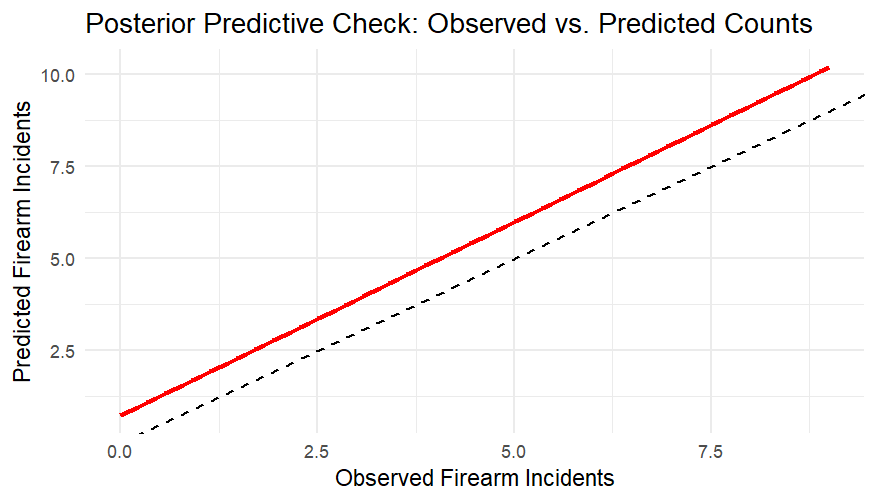 Posterior Predictive Check: Observed vs. Predicted Counts
Predicted Firearm Incidents
10.0
7.5
5.0
2.5
0.0
2.5
5.0
7.5
Observed Firearm Incidents